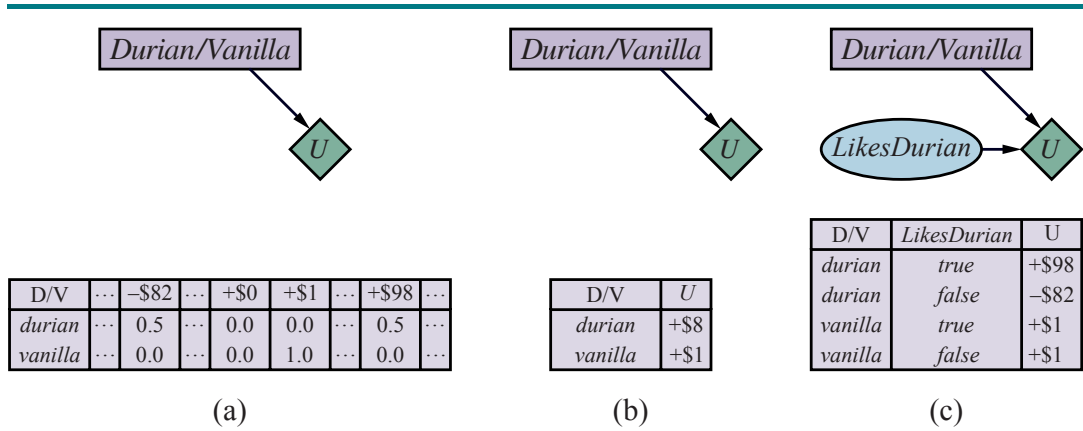 Durian/Vanilla
U
D/V … –$82 … +$0 +$1 … +$98 …
durian … 0.5 … 0.0 0.0 … 0.5 …
vanilla … 0.0 … 0.0 1.0 … 0.0 …
(a)
Durian/Vanilla
U
D/V U
durian +$8
vanilla +$1
(b)
Durian/Vanilla
LikesDurian
U
D/V LikesDurian U
durian true +$98
durian false –$82
vanilla true +$1
vanilla false +$1
(c)